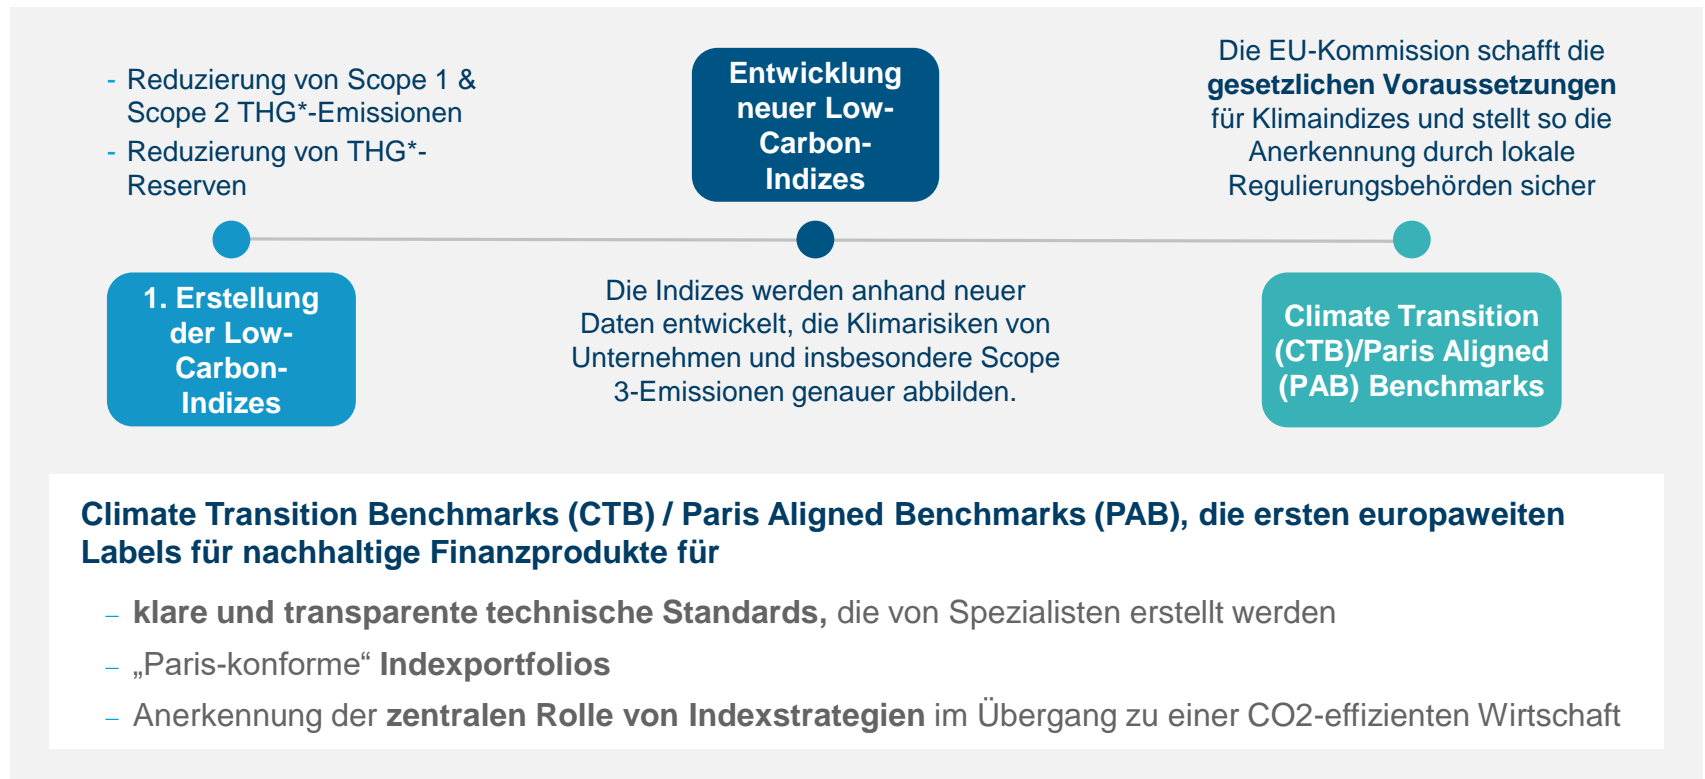 - Reduzierung von Scope 1 &
Scope 2 THG*-Emissionen
- Reduzierung von THG*-
Reserven
1. Erstellung
der Low-
Carbon-
Indizes
Entwicklung
neuer Low-
Carbon-
Indizes
Die Indizes werden anhand neuer
Daten entwickelt, die Klimarisiken von
Unternehmen und insbesondere Scope
3-Emissionen genauer abbilden.
Die EU-Kommission schafft die
gesetzlichen Voraussetzungen
für Klimaindizes und stellt so die
Anerkennung durch lokale
Regulierungsbehörden sicher
Climate Transition
(CTB)/Paris Aligned
(PAB) Benchmarks
Climate Transition Benchmarks (CTB) / Paris Aligned Benchmarks (PAB), die ersten europaweiten
Labels für nachhaltige Finanzprodukte für
– klare und transparente technische Standards, die von Spezialisten erstellt werden
– „Paris-konforme“ Indexportfolios
– Anerkennung der zentralen Rolle von Indexstrategien im Übergang zu einer CO2-effizienten Wirtschaft